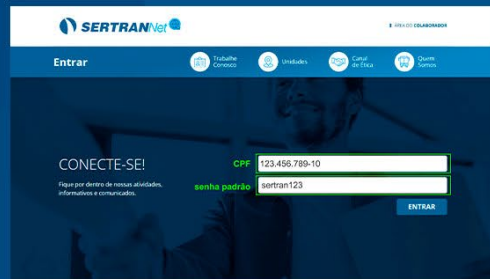 SERTRANNet
ÁREA DO COLABORADOR
Entrar
Trabalhe
Conosco
Unidades
Canal
de Ética
Quem
Somos
CONECTE-SE!
CPF
123,456.789-10
Fique por dentro de nossas atividades,
informativos e comunicados.
senha padrão
sertran123
ENTRAR